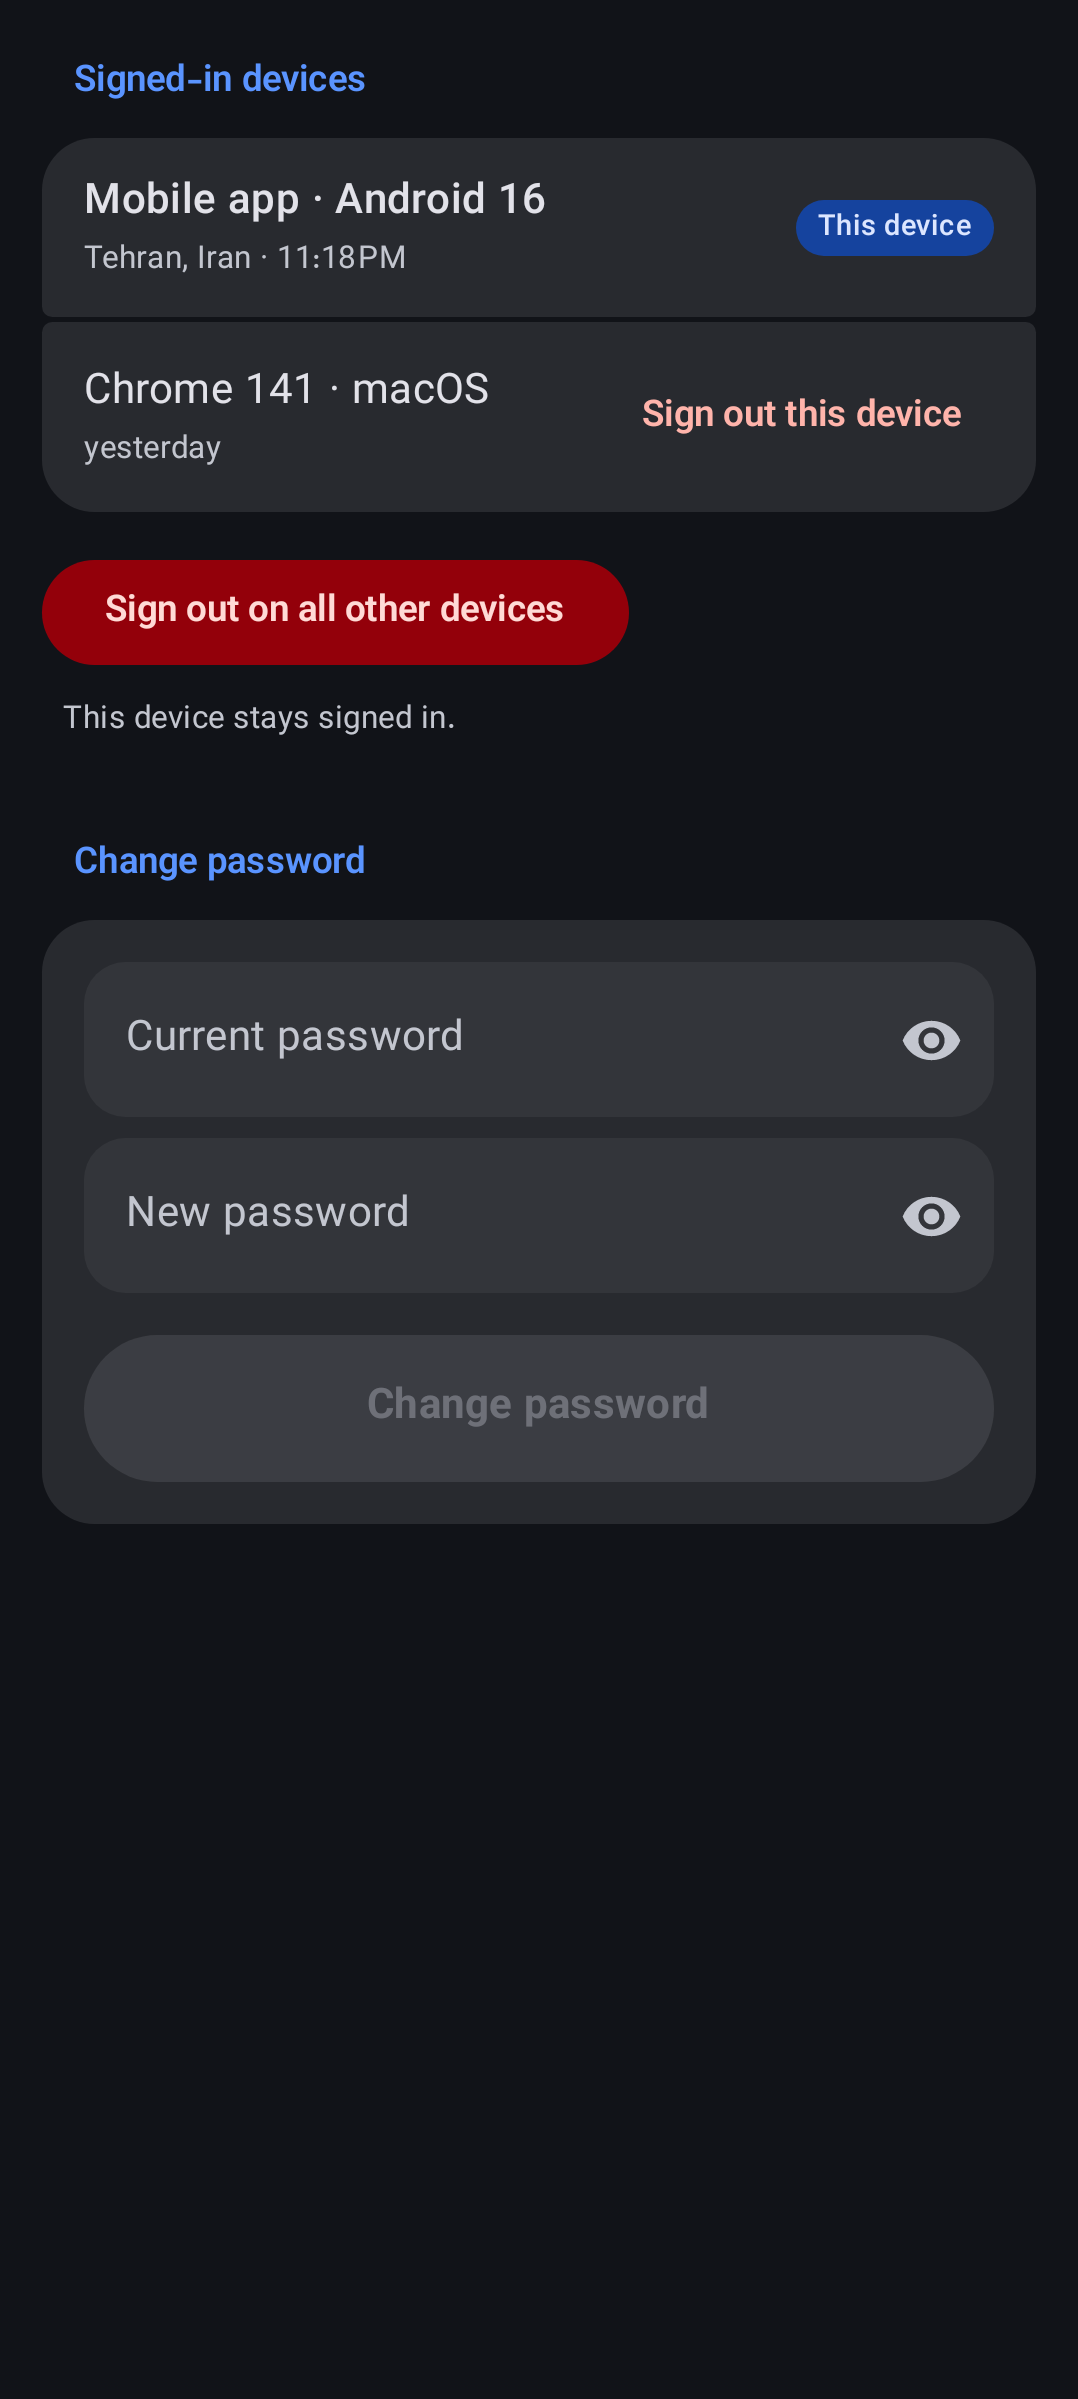 Signed-in devices
Mobile app · Android 16
Tehran, Iran · 11:18 PM
This device
Chrome 141 · macOS
yesterday
Sign out this device
Sign out on all other devices
This device stays signed in.
Change password
Current password
New password
Change password